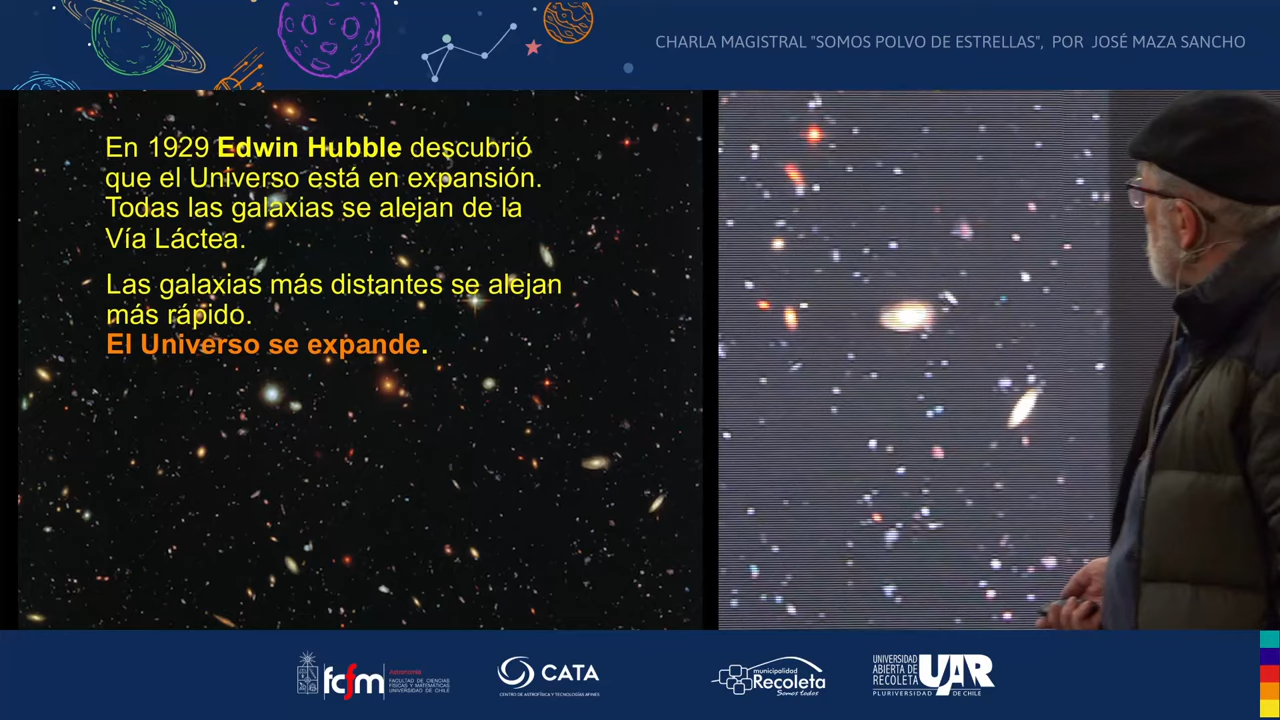 CHARLA MAGISTRAL "SOMOS POLVO DE ESTRELLAS", POR JOSÉ MAZA SANCHO
En 1929 Edwin Hubble descubrió
que el Universo está en expansión.
Todas las galaxias se alejan de la
Vía Láctea.
Las galaxias más distantes se alejan
más rápido.
El Universo se expande.
fcfm
Astronomía
FACULTAD DE CIENCIAS
FÍSICAS Y MATEMÁTICAS
UNIVERSIDAD DE CHILE
CATA
CENTRO DE ASTROFÍSICA Y TECNOLOGÍAS AFINES
municipalidad
Recoleta
Somos todos
UNIVERSIDAD
ABIERTA DE
RECOLETA
UAR
PLURIVERSIDAD DE CHILE